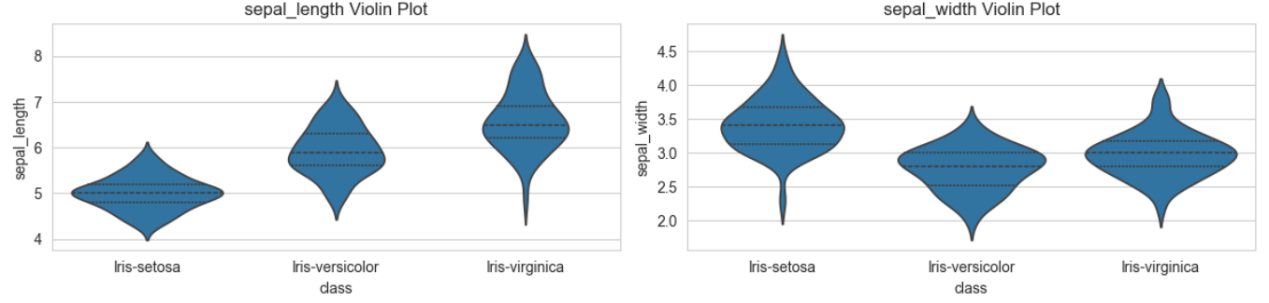 sepal_length Violin Plot
sepal_length
8
7
6
5
4
Iris-setosa
Iris-versicolor
Iris-virginica
class
sepal_width Violin Plot
sepal_width
4.5
4.0
3.5
3.0
2.5
2.0
Iris-setosa
Iris-versicolor
Iris-virginica
class